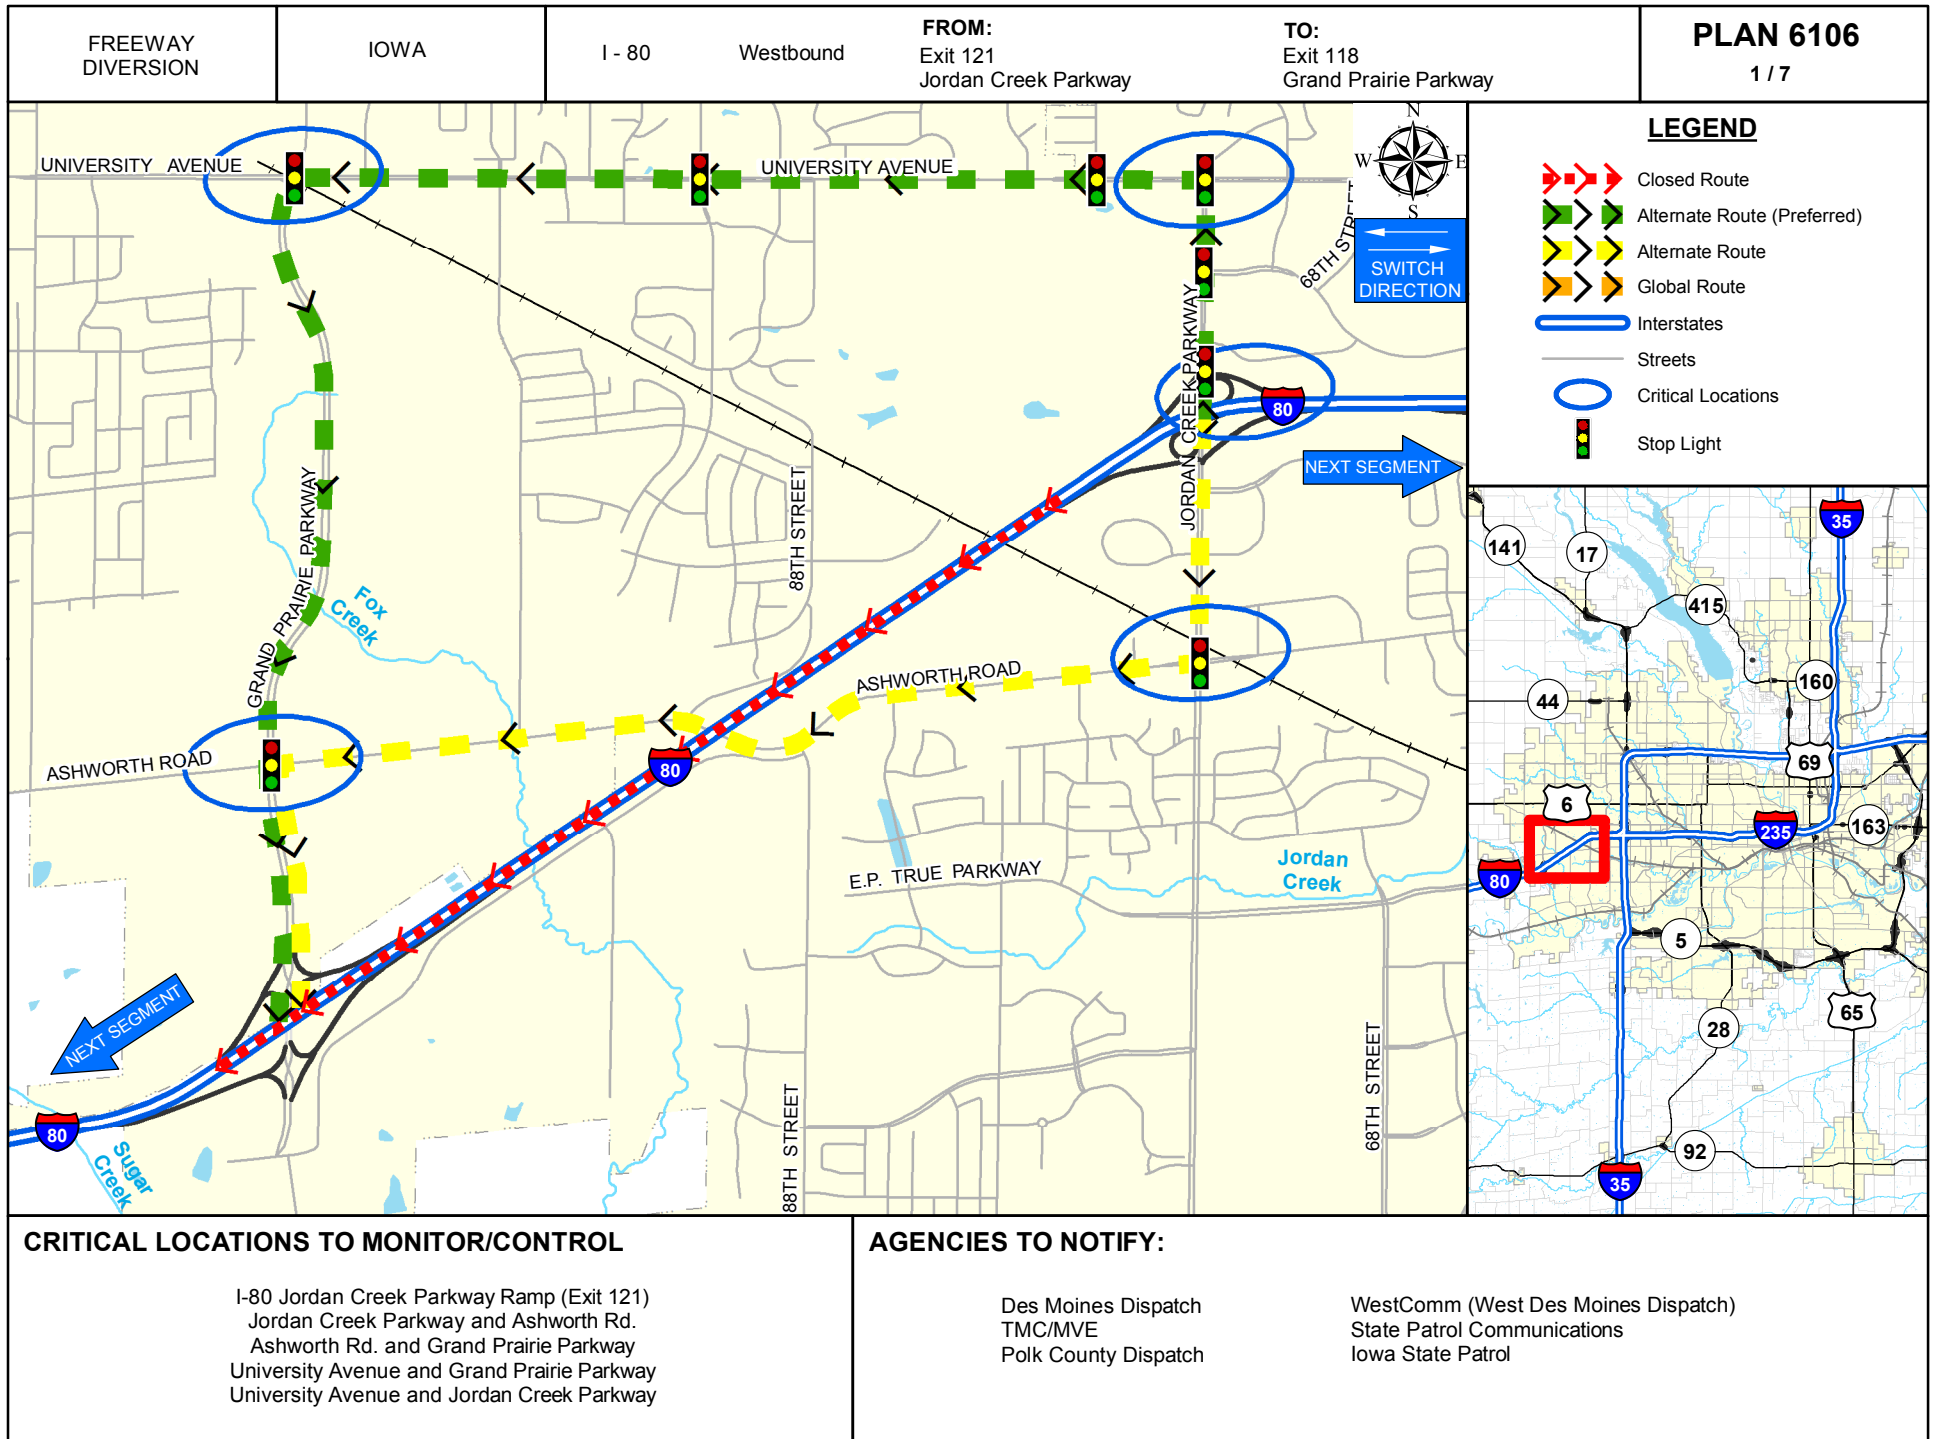 FREEWAY
DIVERSION
IOWA
I - 80
Westbound
FROM:
Exit 121
Jordan Creek Parkway
TO:
Exit 118
Grand Prairie Parkway
PLAN 6106
1 / 7
UNIVERSITY AVENUE
UNIVERSITY AVENUE
N
W
E
S
68TH STREET
SWITCH
DIRECTION
JORDAN CREEK PARKWAY
80
NEXT SEGMENT
88TH STREET
GRAND PRAIRIE PARKWAY
Fox
Creek
ASHWORTH ROAD
ASHWORTH ROAD
80
E.P. TRUE PARKWAY
Jordan
Creek
NEXT SEGMENT
80
Sugar
Creek
88TH STREET
68TH STREET
LEGEND
Closed Route
Alternate Route (Preferred)
Alternate Route
Global Route
Interstates
Streets
Critical Locations
Stop Light
35
141
17
415
160
44
69
6
235
163
80
5
65
28
92
35
CRITICAL LOCATIONS TO MONITOR/CONTROL
I-80 Jordan Creek Parkway Ramp (Exit 121)
Jordan Creek Parkway and Ashworth Rd.
Ashworth Rd. and Grand Prairie Parkway
University Avenue and Grand Prairie Parkway
University Avenue and Jordan Creek Parkway
AGENCIES TO NOTIFY:
Des Moines Dispatch
TMC/MVE
Polk County Dispatch
WestComm (West Des Moines Dispatch)
State Patrol Communications
Iowa State Patrol